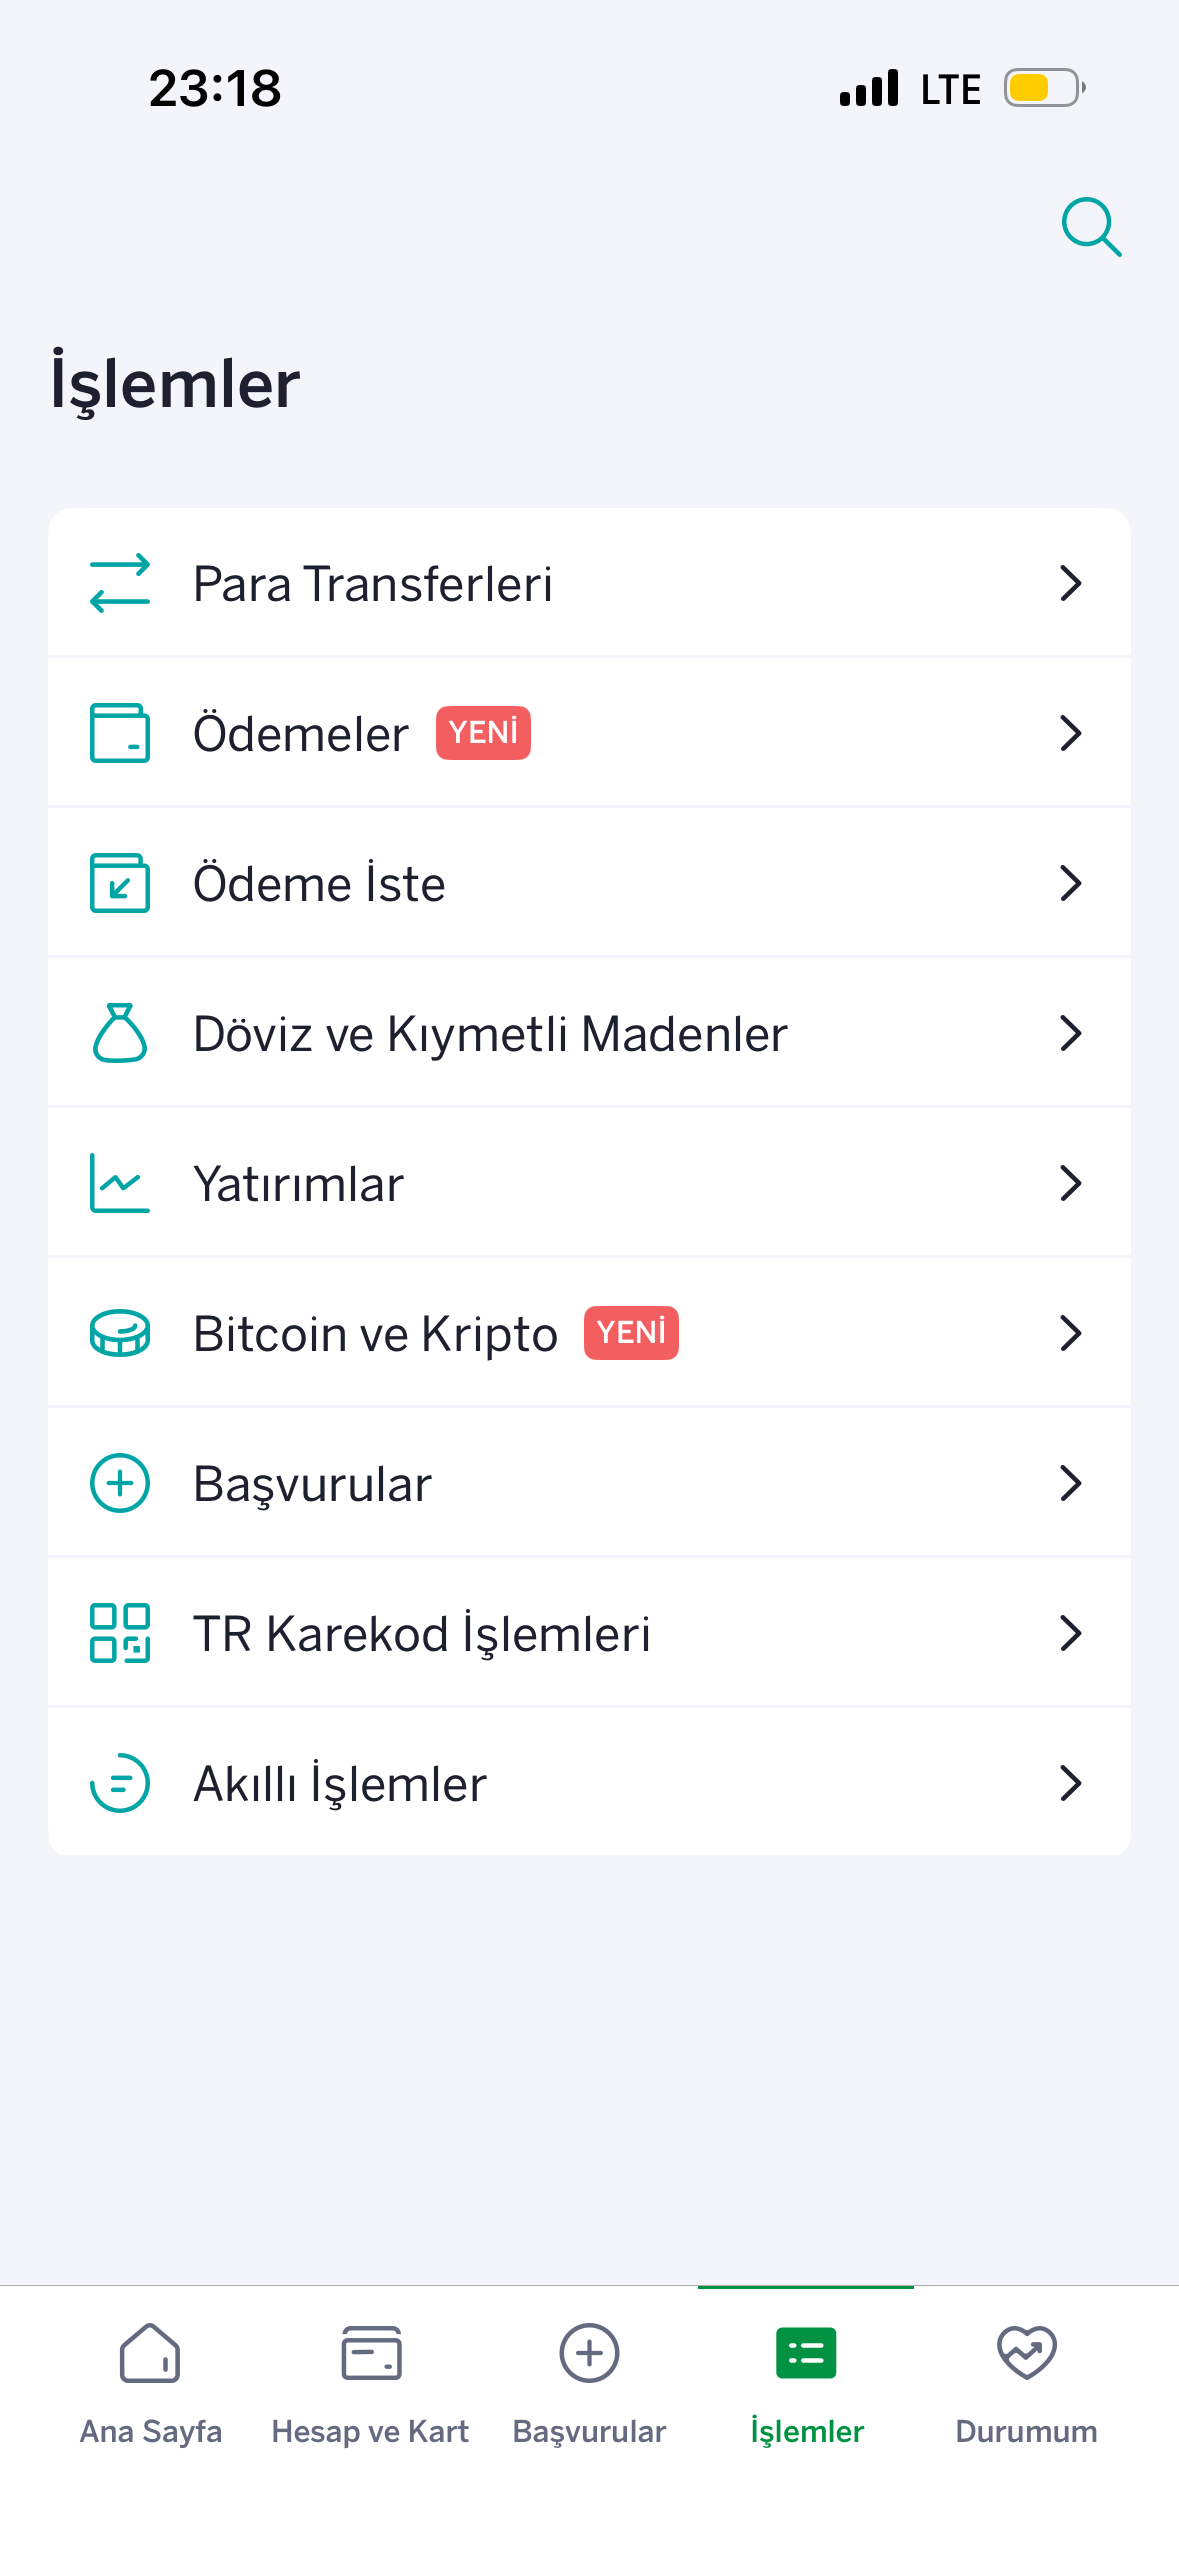 23:18
LTE
İşlemler
Para Transferleri
Ödemeler YENİ
Ödeme İste
Döviz ve Kıymetli Madenler
Yatırımlar
Bitcoin ve Kripto YENİ
Başvurular
TR Karekod İşlemleri
Akıllı İşlemler
Ana Sayfa
Hesap ve Kart
Başvurular
İşlemler
Durumum